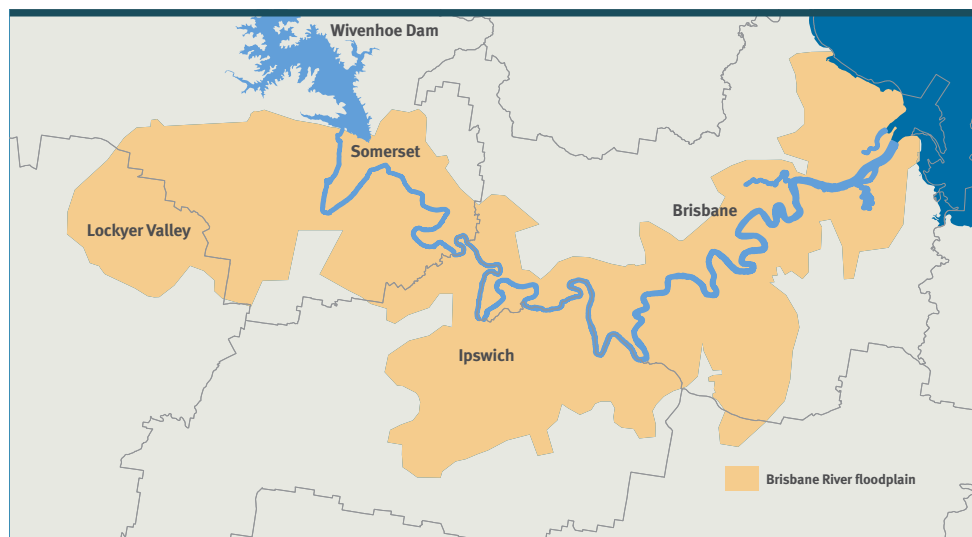 Wivenhoe Dam
Somerset
Lockyer Valley
Brisbane
Ipswich
Brisbane River floodplain